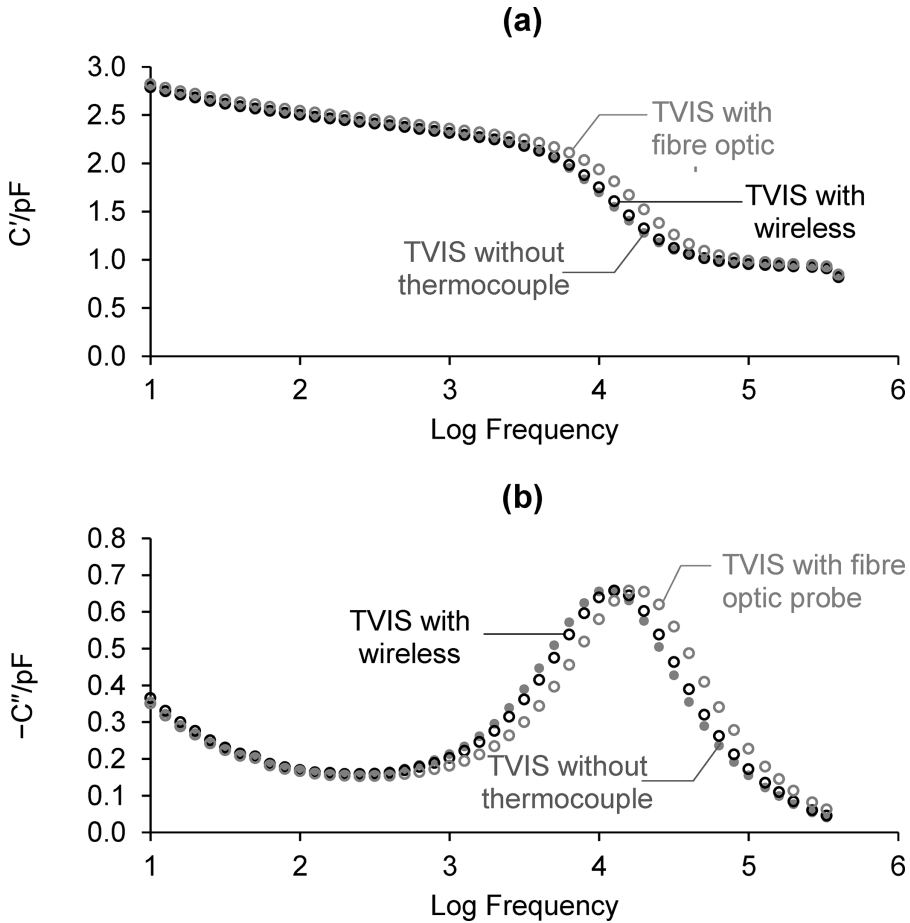 (a)
3.0
2.5
2.0
1.5
1.0
0.5
0.0
C′/pF
TVIS with
fibre optic
TVIS with
wireless
TVIS without
thermocouple
1 2 3 4 5 6
Log Frequency
(b)
0.8
0.7
0.6
0.5
0.4
0.3
0.2
0.1
0.0
−C″/pF
TVIS with fibre
optic probe
TVIS with
wireless
TVIS without
thermocouple
1 2 3 4 5 6
Log Frequency